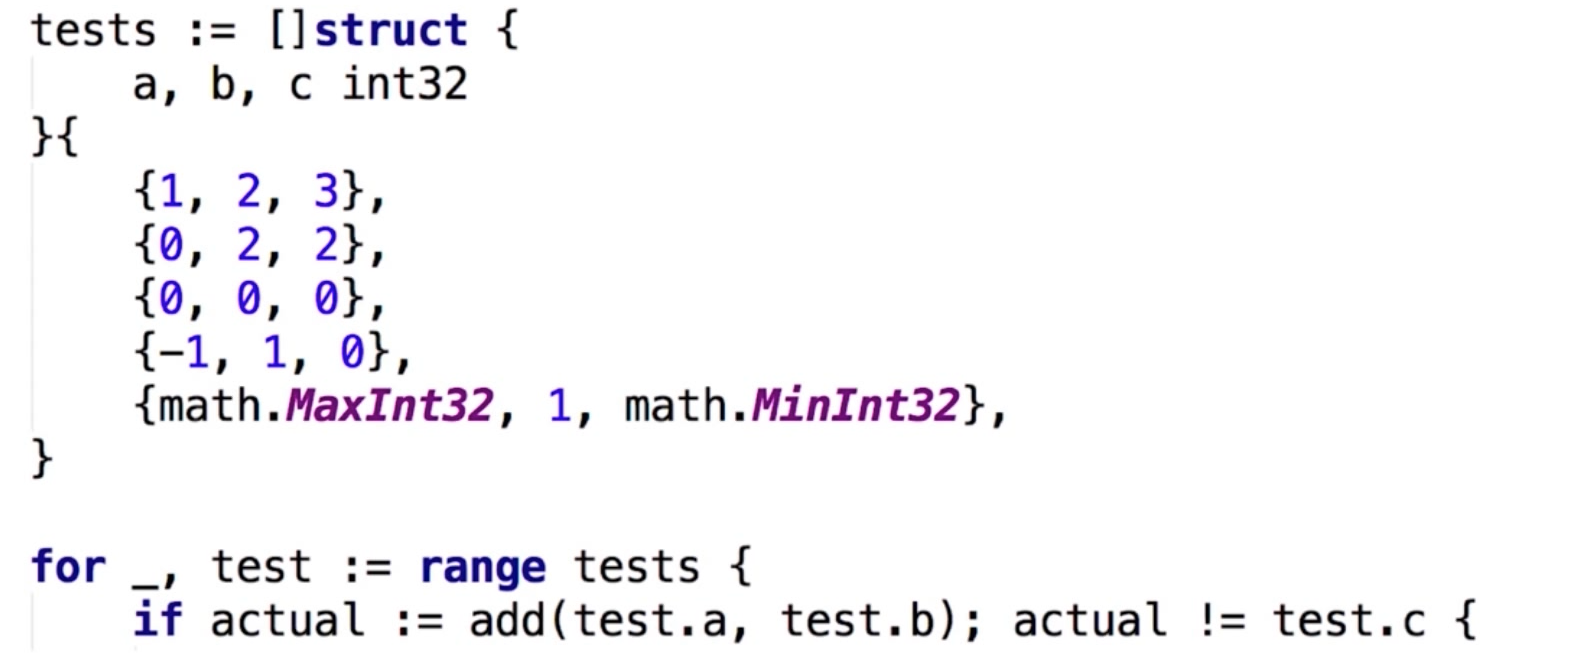 tests := []struct {
    a, b, c int32
}{
    {1, 2, 3},
    {0, 2, 2},
    {0, 0, 0},
    {-1, 1, 0},
    {math.MaxInt32, 1, math.MinInt32},
}

for _, test := range tests {
    if actual := add(test.a, test.b); actual != test.c {